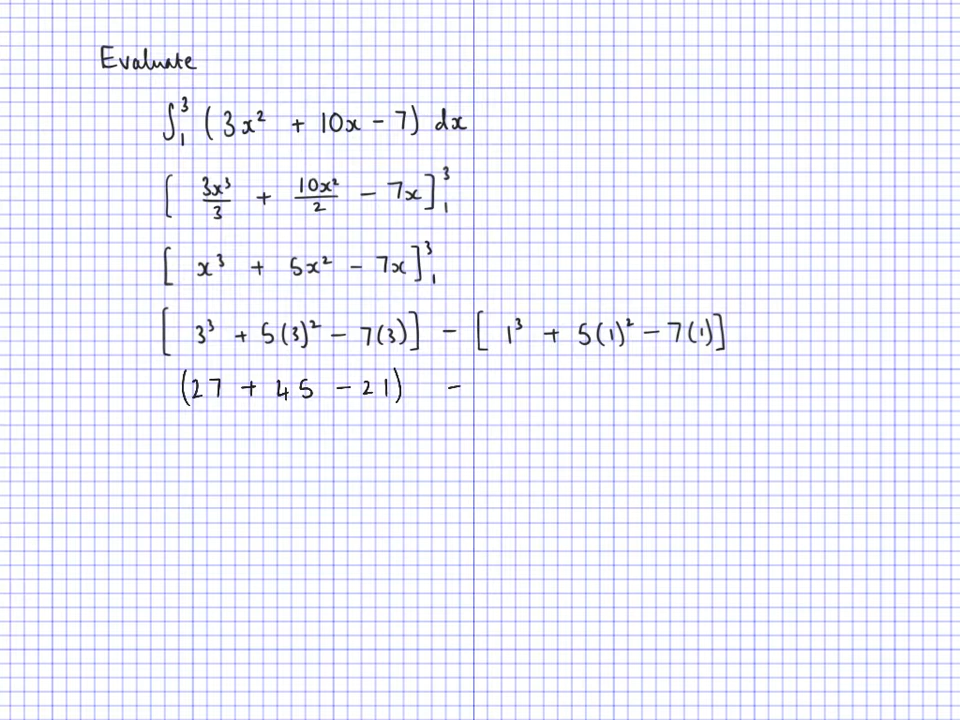 Evaluate
∫₁³ (3x² + 10x - 7) dx
[ 3x³/3 + 10x²/2 - 7x ]₁³
[ x³ + 5x² - 7x ]₁³
[ 3³ + 5(3)² - 7(3)] - [ 1³ + 5(1)² - 7(1)]
(27 + 45 - 21) -